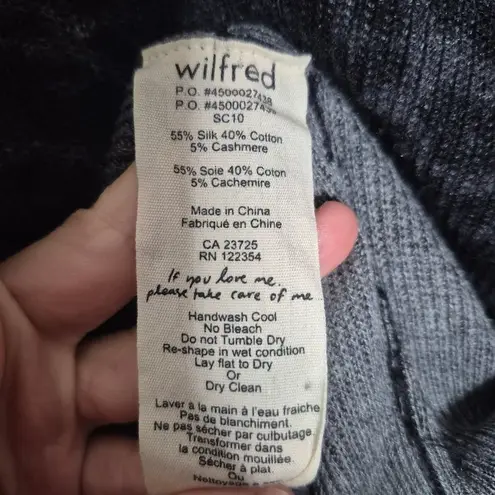 wilfred
P.O. #4500027438
P.O. #4500027439
SC10
55% Silk 40% Cotton
5% Cashmere
55% Soie 40% Coton
5% Cachemire
Made in China
Fabriqué en Chine
CA 23725
RN 122354
If you love me,
please take care of me
Handwash Cool
No Bleach
Do not Tumble Dry
Re-shape in wet condition
Lay flat to Dry
Or
Dry Clean
Laver à la main à l'eau fraiche
Pas de blanchiment.
Ne pas sécher par culbutage.
Transformer dans
la condition mouillée.
Sécher à plat.
Ou
Nettoyage à